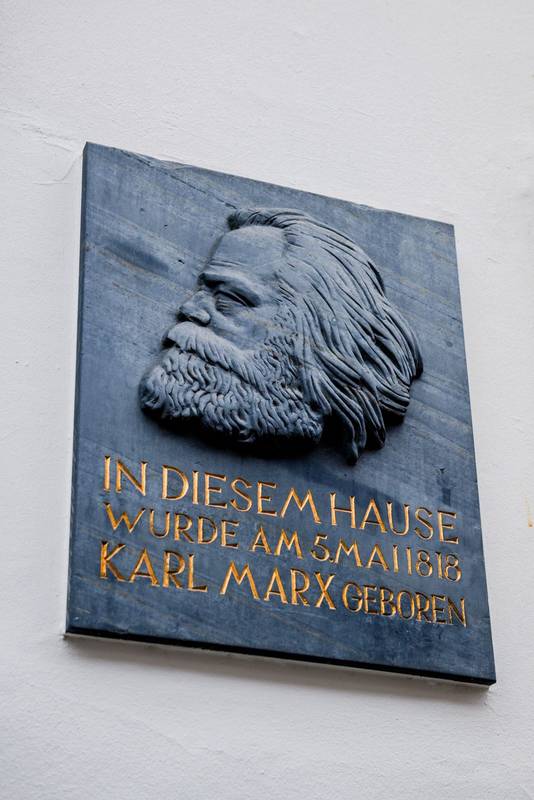 IN DIESEM HAUSE
WURDE AM 5.MAI 1818
KARL MARX GEBOREN